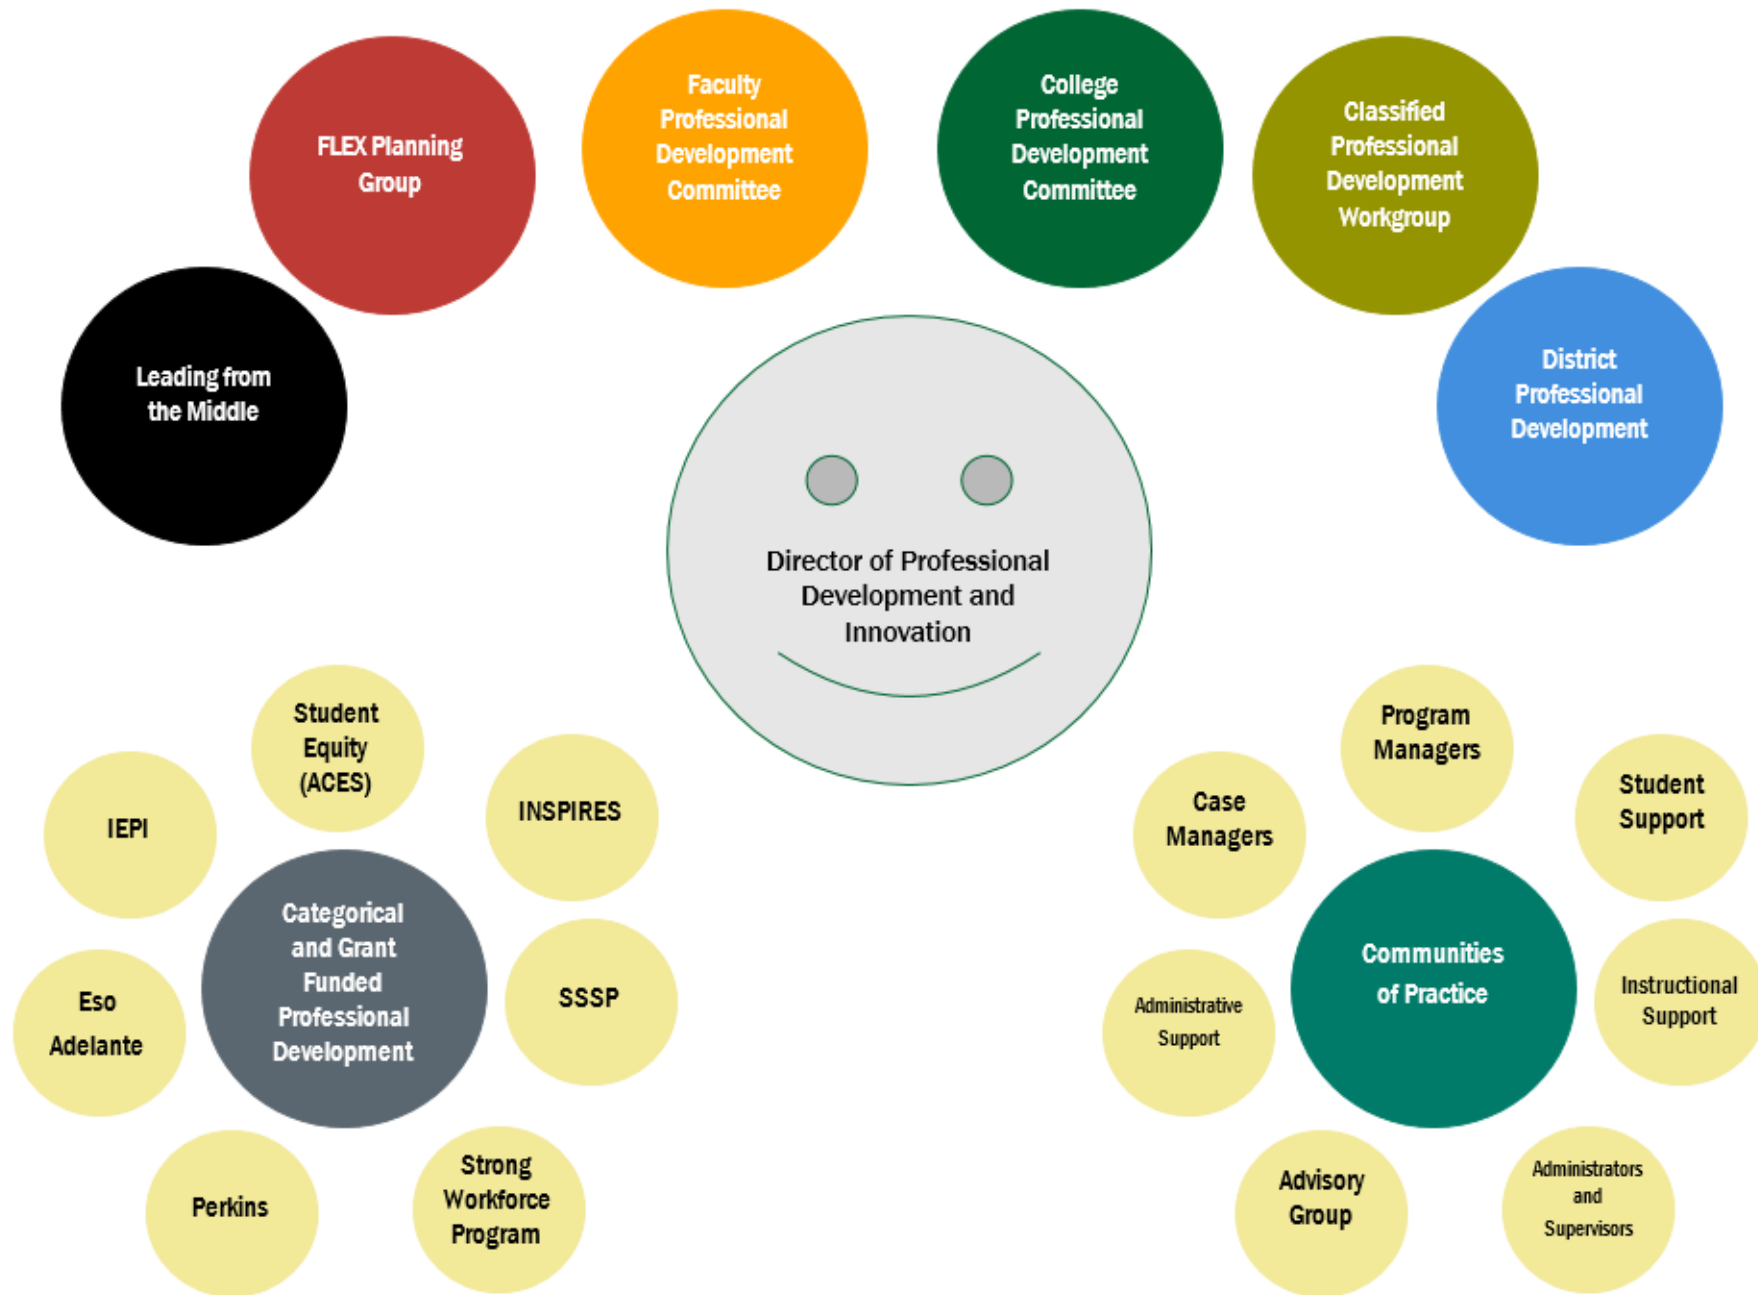 FLEX Planning
Group
Faculty
Professional
Development
Committee
College
Professional
Development
Committee
Classified
Professional
Development
Workgroup
Leading from
the Middle
District
Professional
Development
Director of Professional
Development and
Innovation
Student
Equity
(ACES)
IEPI
INSPIRES
Categorical
and Grant
Funded
Professional
Development
Eso
Adelante
SSSP
Perkins
Strong
Workforce
Program
Program
Managers
Case
Managers
Student
Support
Communities
of Practice
Administrative
Support
Instructional
Support
Advisory
Group
Administrators
and
Supervisors